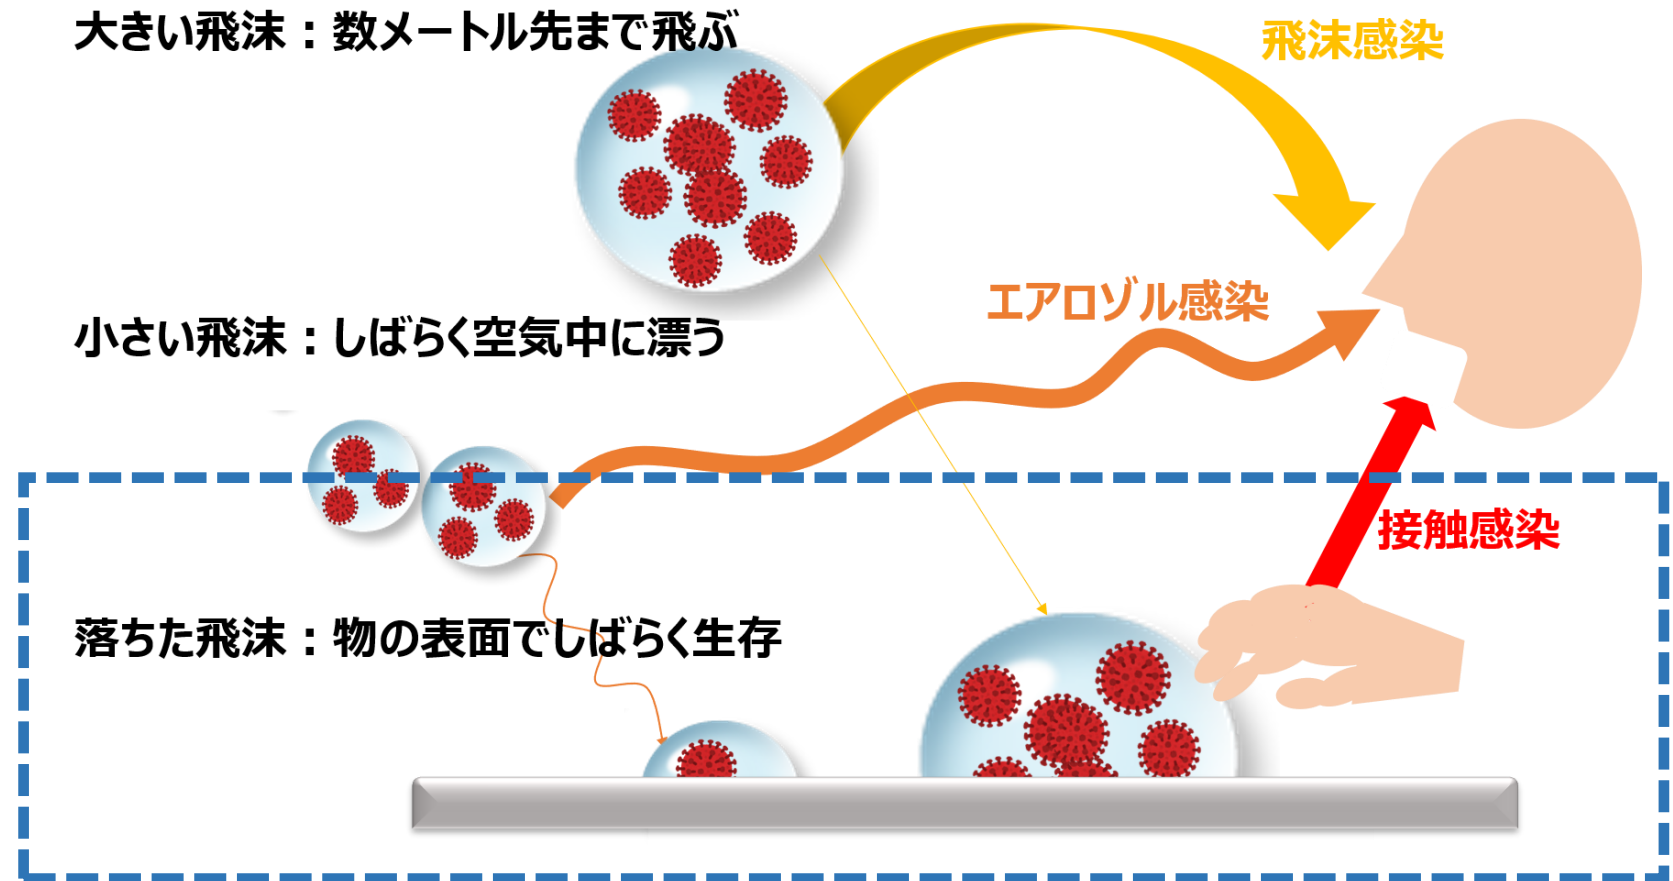 大きい飛沫：数メートル先まで飛ぶ
飛沫感染
エアロゾル感染
小さい飛沫：しばらく空気中に漂う
接触感染
落ちた飛沫：物の表面でしばらく生存